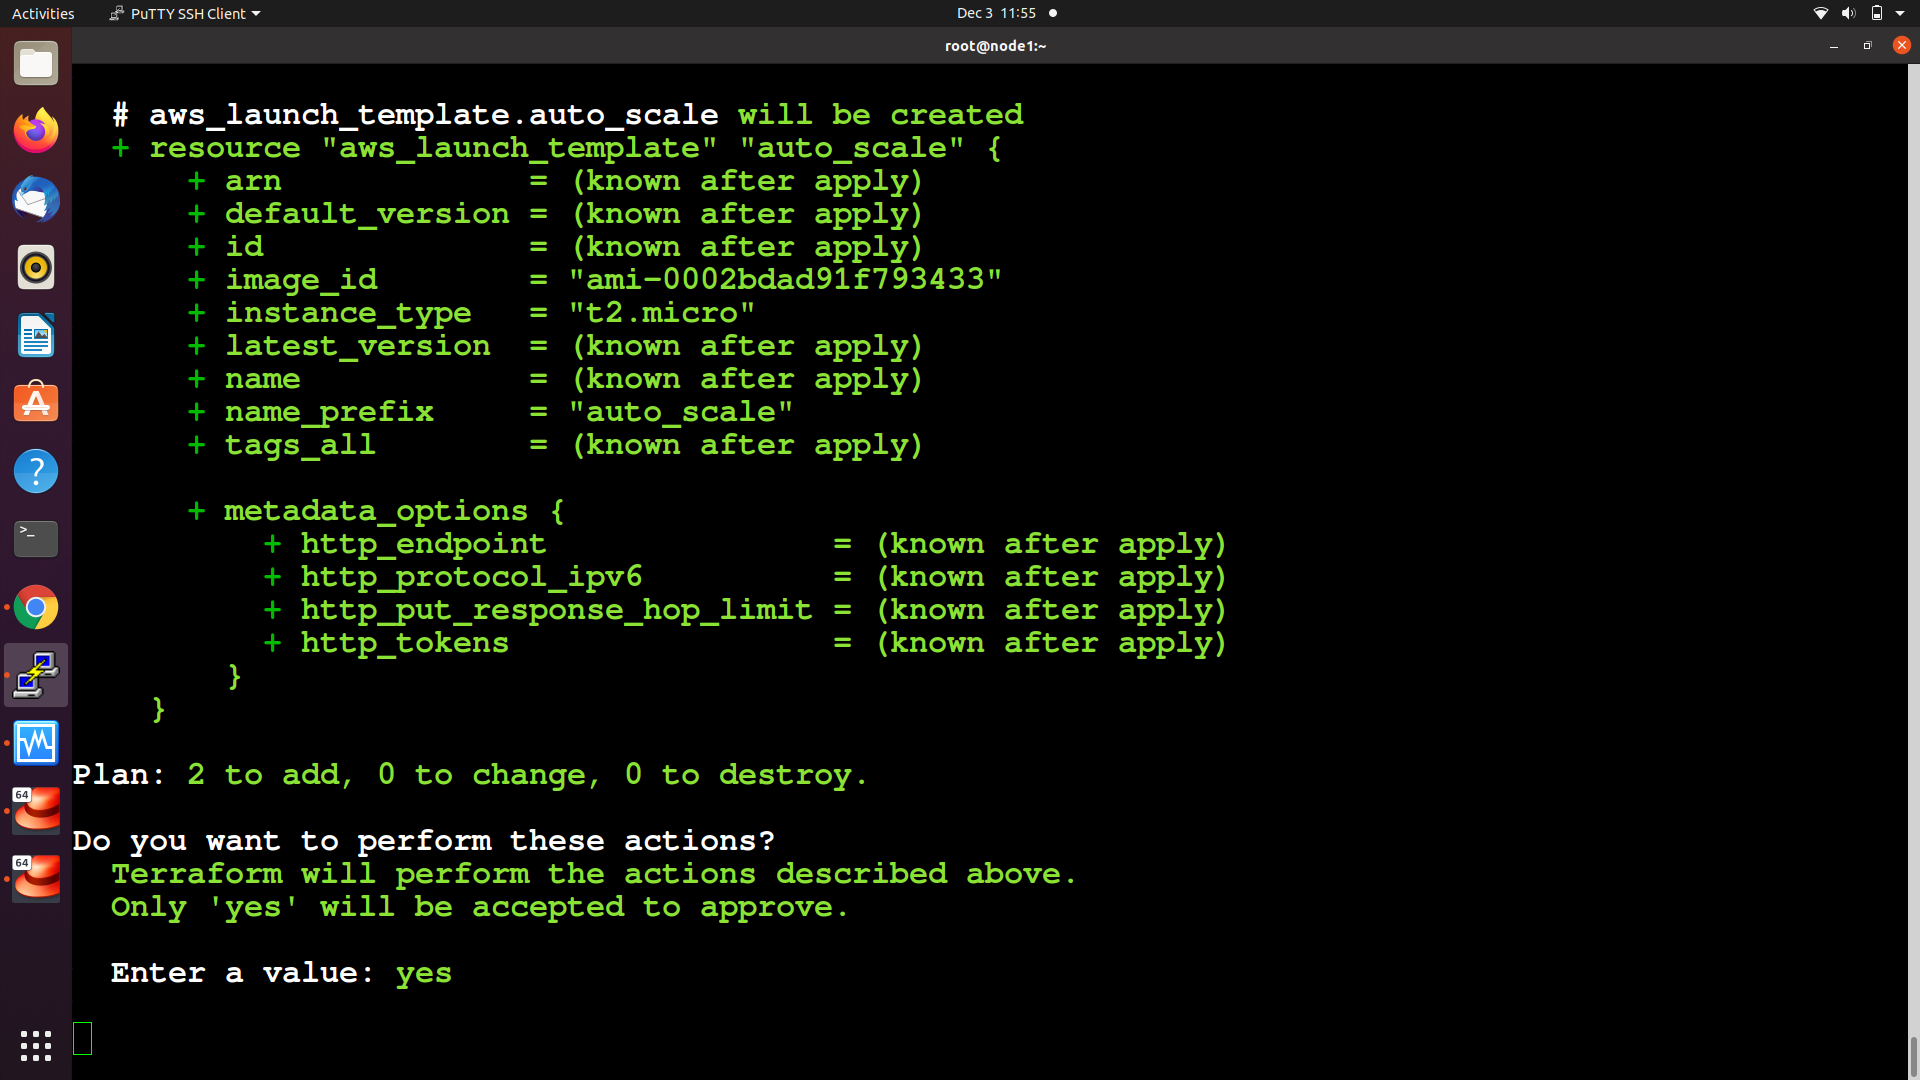 Activities PuTTY SSH Client Dec 3 11:55
root@node1:~
# aws_launch_template.auto_scale will be created
+ resource "aws_launch_template" "auto_scale" {
+ arn = (known after apply)
+ default_version = (known after apply)
+ id = (known after apply)
+ image_id = "ami-0002bdad91f793433"
+ instance_type = "t2.micro"
+ latest_version = (known after apply)
+ name = (known after apply)
+ name_prefix = "auto_scale"
+ tags_all = (known after apply)
+ metadata_options {
+ http_endpoint = (known after apply)
+ http_protocol_ipv6 = (known after apply)
+ http_put_response_hop_limit = (known after apply)
+ http_tokens = (known after apply)
}
}
Plan: 2 to add, 0 to change, 0 to destroy.
Do you want to perform these actions?
Terraform will perform the actions described above.
Only 'yes' will be accepted to approve.
Enter a value: yes
64
64